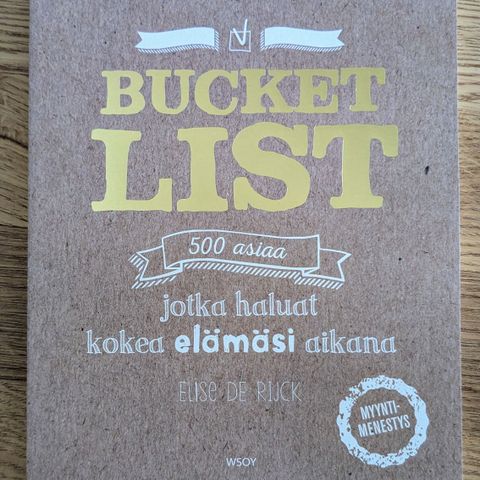 BUCKET
LIST
500 asiaa
jotka haluat
kokea elämäsi aikana
ELISE DE RIJCK
MYYNTI-
MENESTYS
WSOY